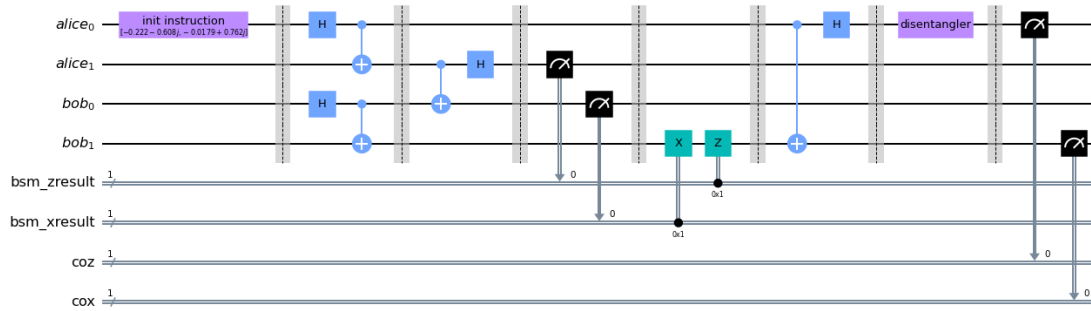 alice0 init instruction H H disentangler
[−0.222−0.608j, −0.0179+0.762j]
alice1 H
bob0 H
bob1 X Z
bsm_zresult 1 0 0x1
bsm_xresult 1 0 0x1
coz 1 0
cox 1 0